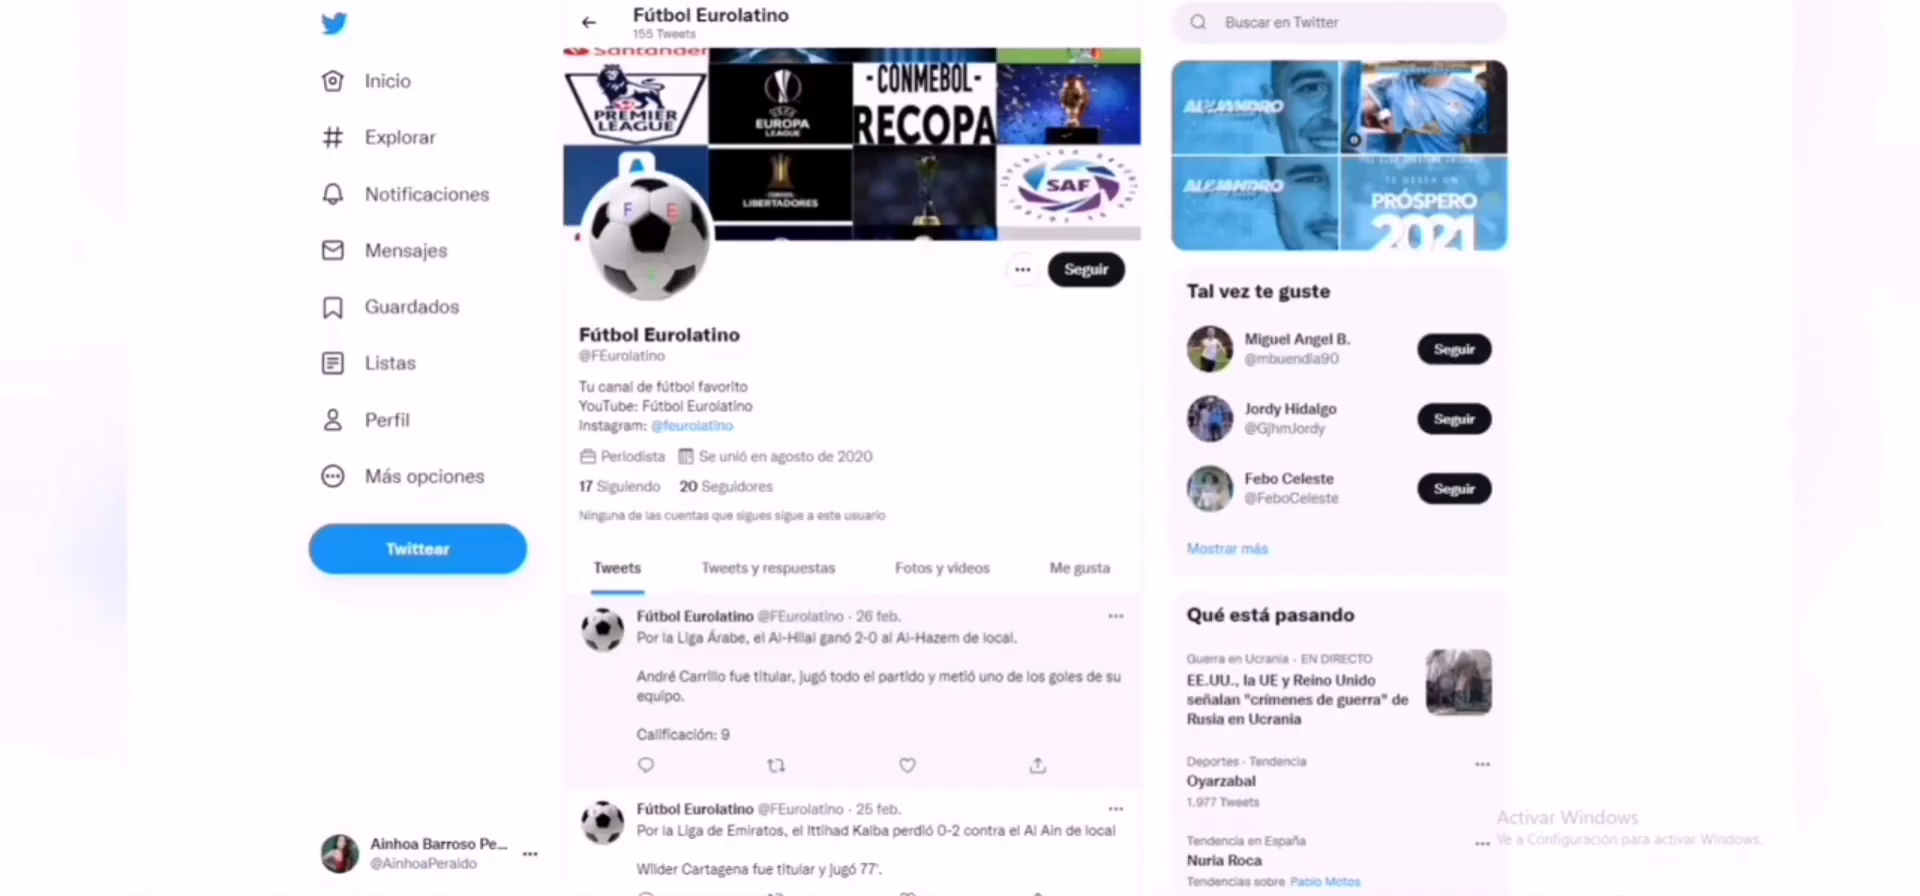 Inicio
Explorar
Notificaciones
Mensajes
Guardados
Listas
Perfil
Más opciones
Twittear
Ainhoa Barroso Pe...
@AinhoaPeraldo
Fútbol Eurolatino
155 Tweets
Santander
PREMIER
LEAGUE
UEFA
EUROPA
LEAGUE
-CONMEBOL-
RECOPA
LIBERTADORES
SAF
F E
L
Seguir
Fútbol Eurolatino
@FEurolatino
Tu canal de fútbol favorito
YouTube: Fútbol Eurolatino
Instagram: @feurolatino
Periodista Se unió en agosto de 2020
17 Siguiendo 20 Seguidores
Ninguna de las cuentas que sigues sigue a este usuario
Tweets Tweets y respuestas Fotos y videos Me gusta
Fútbol Eurolatino @FEurolatino · 26 feb.
Por la Liga Árabe, el Al-Hilal ganó 2-0 al Al-Hazem de local.
André Carrillo fue titular, jugó todo el partido y metió uno de los goles de su
equipo.
Calificación: 9
Fútbol Eurolatino @FEurolatino · 25 feb.
Por la Liga de Emiratos, el Ittihad Kalba perdió 0-2 contra el Al Ain de local
Wilder Cartagena fue titular y jugó 77'.
Buscar en Twitter
ALEJANDRO
ALEJANDRO
TE DESEA UN
PRÓSPERO
2021
Tal vez te guste
Miguel Angel B.
@mbuendia90
Seguir
Jordy Hidalgo
@GjhmJordy
Seguir
Febo Celeste
@FeboCeleste
Seguir
Mostrar más
Qué está pasando
Guerra en Ucrania · EN DIRECTO
EE.UU., la UE y Reino Unido
señalan "crímenes de guerra" de
Rusia en Ucrania
Deportes · Tendencia
Oyarzabal
1.977 Tweets
Tendencia en España
Nuria Roca
Tendencias sobre Pablo Motos
Activar Windows
Ve a Configuración para activar Windows.